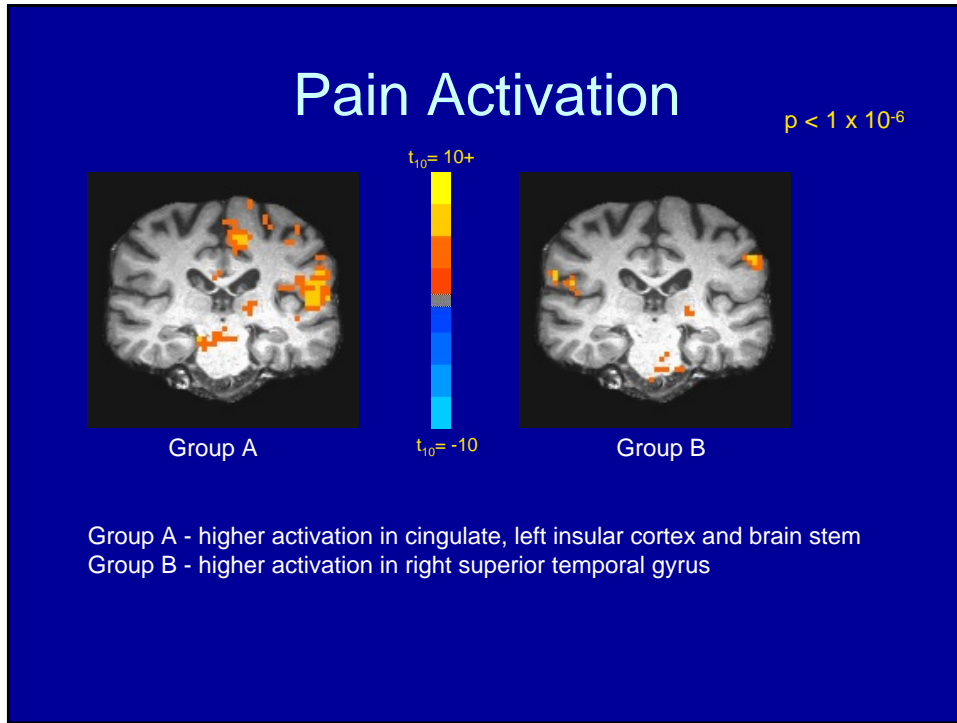 Pain Activation
p < 1 x 10-6
t10= 10+
Group A
t10= -10
Group B
Group A - higher activation in cingulate, left insular cortex and brain stem
Group B - higher activation in right superior temporal gyrus